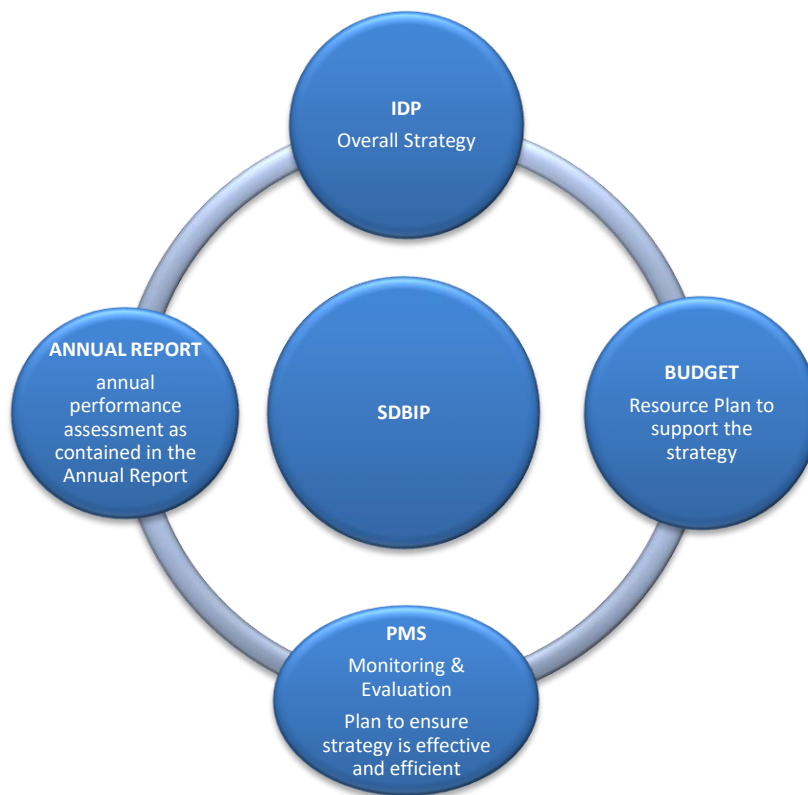 IDP
Overall Strategy
ANNUAL REPORT
annual
performance
assessment as
contained in the
Annual Report
SDBIP
BUDGET
Resource Plan to
support the
strategy
PMS
Monitoring &
Evaluation
Plan to ensure
strategy is effective
and efficient